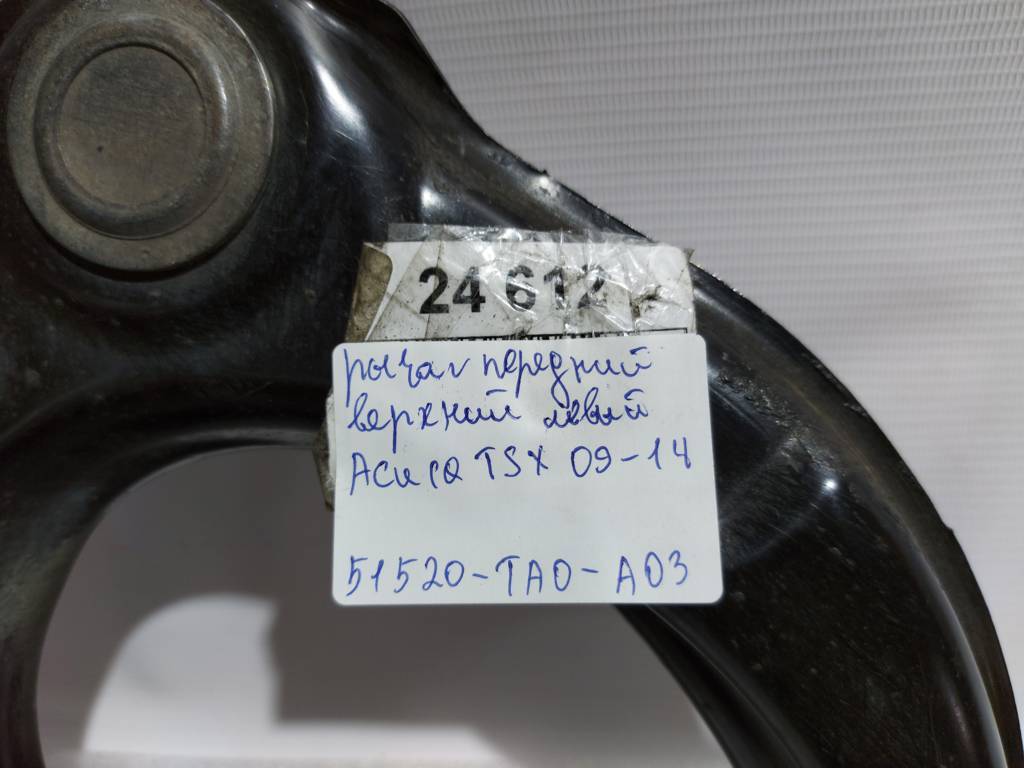 24 612
рычаг передний
верхний левый
Acura TSX 09-14
51520-TA0-A03